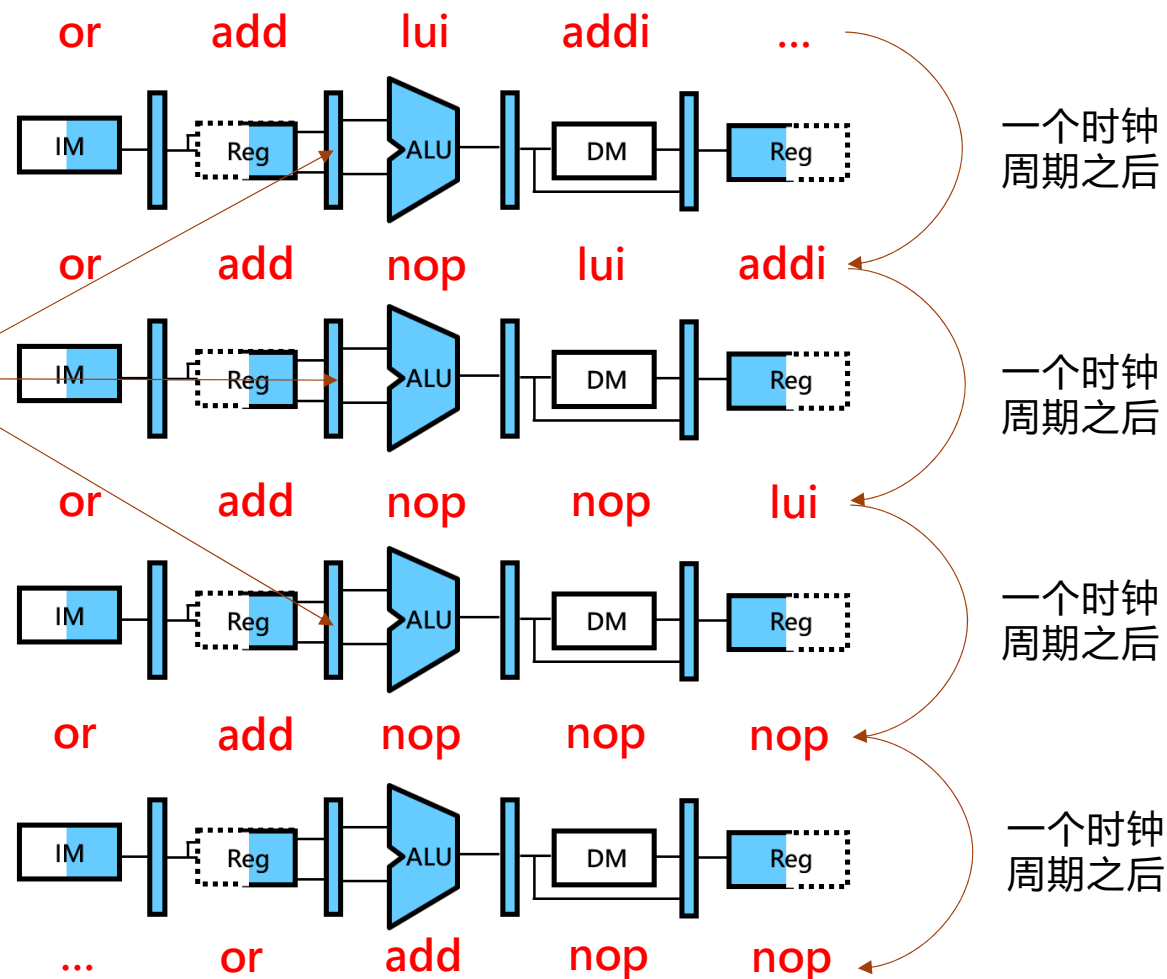 or add lui addi ...
IM Reg ALU DM Reg
一个时钟
周期之后
or add nop lui addi
IM Reg ALU DM Reg
一个时钟
周期之后
or add nop nop lui
IM Reg ALU DM Reg
一个时钟
周期之后
or add nop nop nop
IM Reg ALU DM Reg
一个时钟
周期之后
... or add nop nop